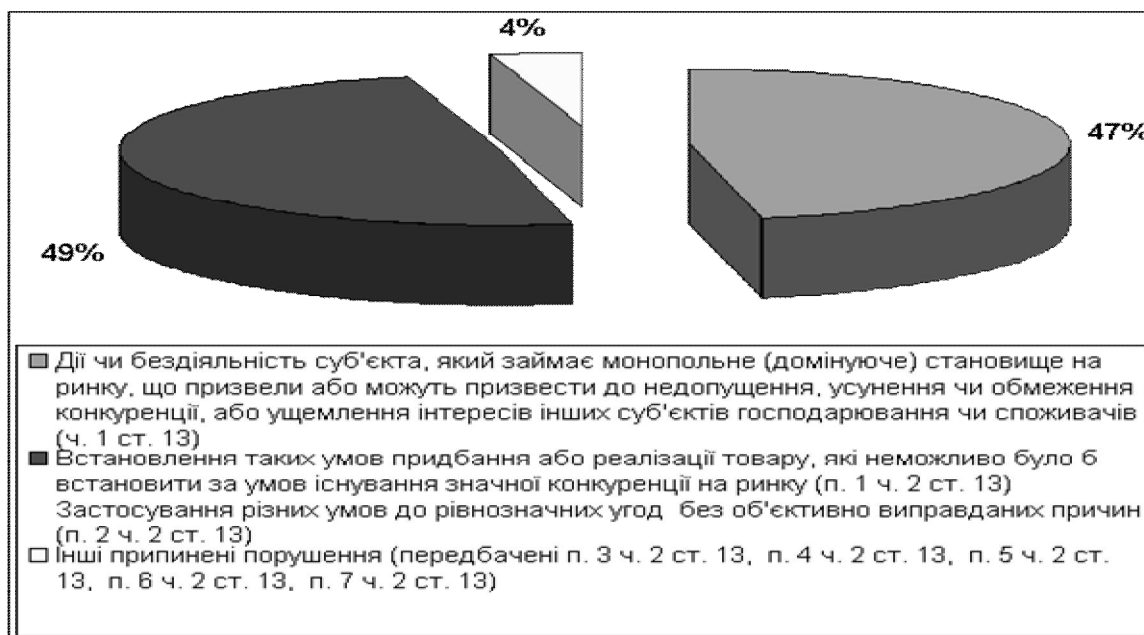 4%
47%
49%
Дії чи бездіяльність суб'єкта, який займає монопольне (домінуюче) становище на
ринку, що призвели або можуть призвести до недопущення, усунення чи обмеження
конкуренції, або ущемлення інтересів інших суб'єктів господарювання чи споживачів
(ч. 1 ст. 13)
Встановлення таких умов придбання або реалізації товару, які неможливо було б
встановити за умов існування значної конкуренції на ринку (п. 1 ч. 2 ст. 13)
Застосування різних умов до рівнозначних угод без об'єктивно виправданих причин
(п. 2 ч. 2 ст. 13)
Інші припинені порушення (передбачені п. 3 ч. 2 ст. 13, п. 4 ч. 2 ст. 13, п. 5 ч. 2 ст.
13, п. 6 ч. 2 ст. 13, п. 7 ч. 2 ст. 13)